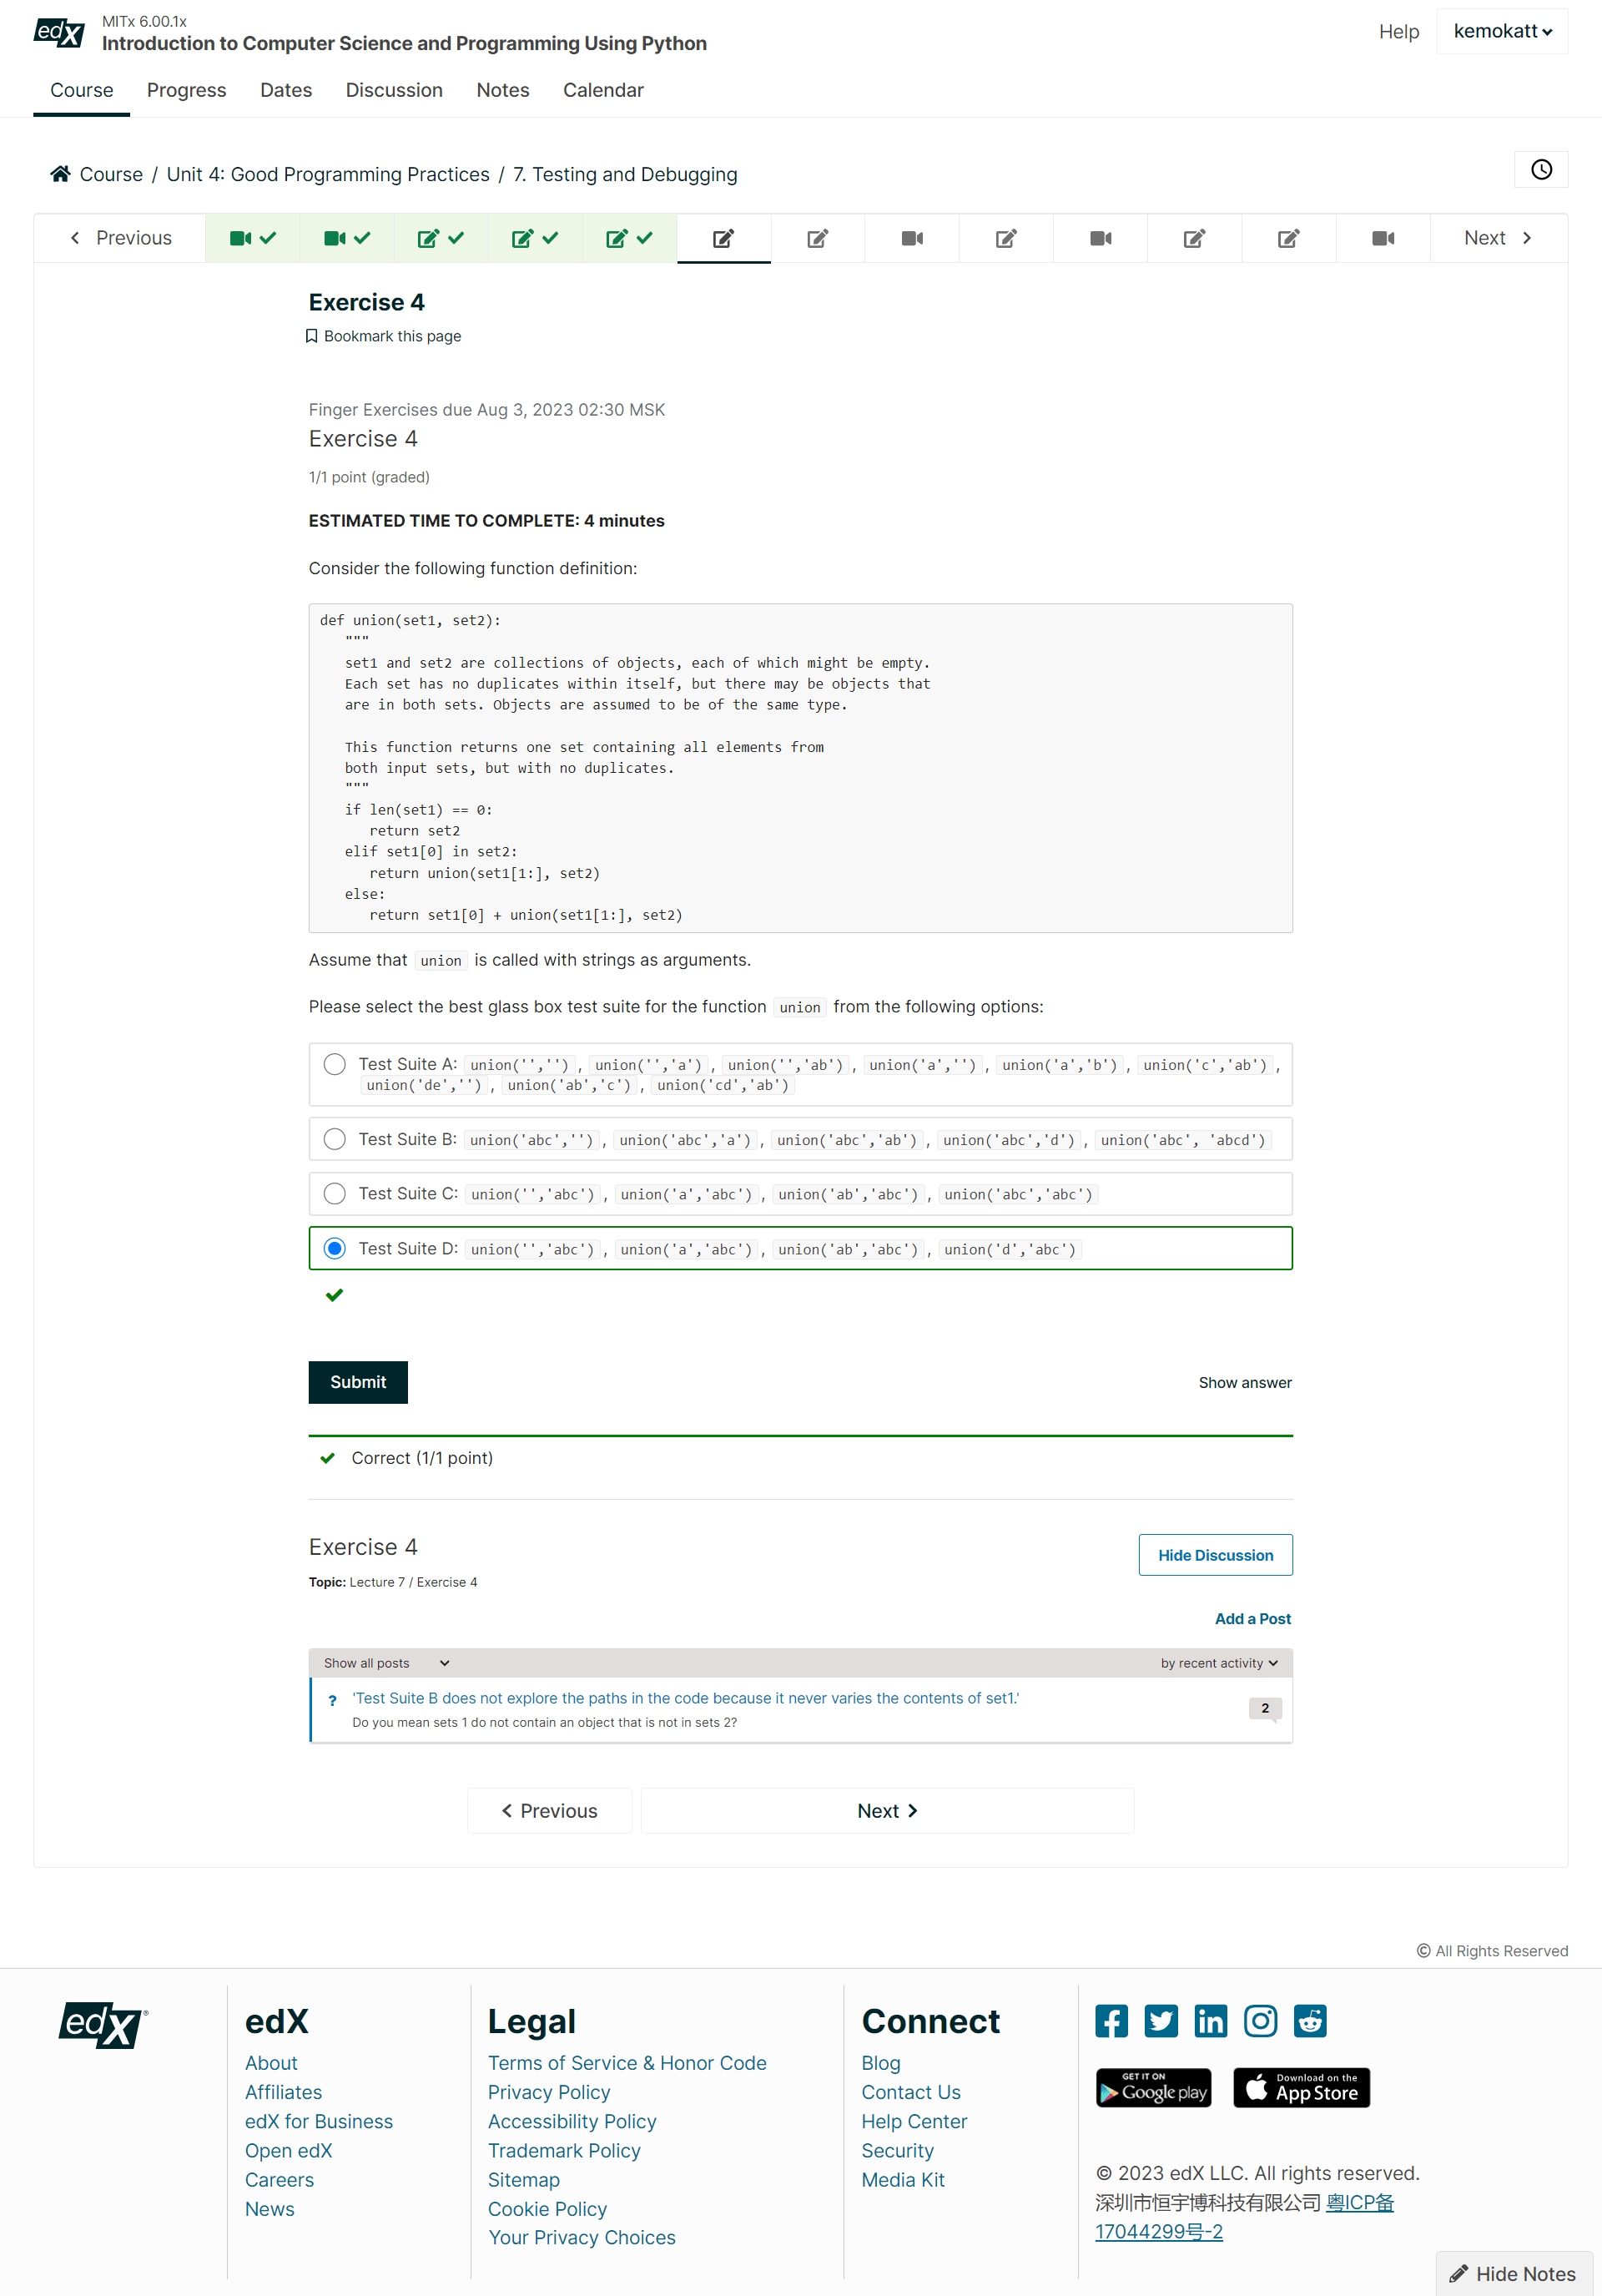 edX
MITx 6.00.1x
Introduction to Computer Science and Programming Using Python
Help
kemokatt
Course
Progress
Dates
Discussion
Notes
Calendar
Course / Unit 4: Good Programming Practices / 7. Testing and Debugging
Previous
Next
Exercise 4
Bookmark this page
Finger Exercises due Aug 3, 2023 02:30 MSK
Exercise 4
1/1 point (graded)
ESTIMATED TIME TO COMPLETE: 4 minutes
Consider the following function definition:
def union(set1, set2):
"""
set1 and set2 are collections of objects, each of which might be empty.
Each set has no duplicates within itself, but there may be objects that
are in both sets. Objects are assumed to be of the same type.
This function returns one set containing all elements from
both input sets, but with no duplicates.
"""
if len(set1) == 0:
return set2
elif set1[0] in set2:
return union(set1[1:], set2)
else:
return set1[0] + union(set1[1:], set2)
Assume that union is called with strings as arguments.
Please select the best glass box test suite for the function union from the following options:
Test Suite A: union('',''), union('','a'), union('','ab'), union('a',''), union('a','b'), union('c','ab'),
union('de',''), union('ab','c'), union('cd','ab')
Test Suite B: union('abc',''), union('abc','a'), union('abc','ab'), union('abc','d'), union('abc', 'abcd')
Test Suite C: union('','abc'), union('a','abc'), union('ab','abc'), union('abc','abc')
Test Suite D: union('','abc'), union('a','abc'), union('ab','abc'), union('d','abc')
Submit
Show answer
Correct (1/1 point)
Exercise 4
Hide Discussion
Topic: Lecture 7 / Exercise 4
Add a Post
Show all posts
by recent activity
? 'Test Suite B does not explore the paths in the code because it never varies the contents of set1.'
Do you mean sets 1 do not contain an object that is not in sets 2?
2
Previous
Next
© All Rights Reserved
edX®
edX
About
Affiliates
edX for Business
Open edX
Careers
News
Legal
Terms of Service & Honor Code
Privacy Policy
Accessibility Policy
Trademark Policy
Sitemap
Cookie Policy
Your Privacy Choices
Connect
Blog
Contact Us
Help Center
Security
Media Kit
GET IT ON
Google play
Download on the
App Store
© 2023 edX LLC. All rights reserved.
深圳市恒宇博科技有限公司 粤ICP备
17044299号-2
Hide Notes